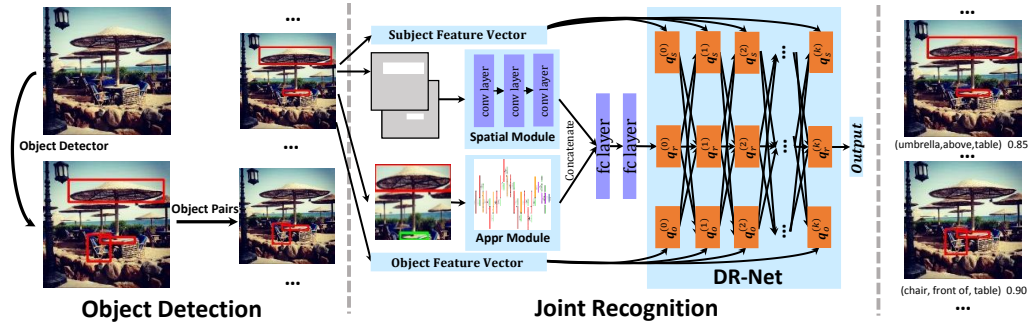 Object Detector
Object Pairs
Object Detection
...
...
Subject Feature Vector
conv layer
conv layer
conv layer
Spatial Module
Appr Module
Object Feature Vector
Concatenate
fc layer
fc layer
q_s^(0) q_s^(1) q_s^(2) ... q_s^(k)
q_r^(0) q_r^(1) q_r^(2) ... q_r^(k)
q_o^(0) q_o^(1) q_o^(2) ... q_o^(k)
DR-Net
Output
Joint Recognition
...
(umbrella,above,table) 0.85
...
(chair, front of, table) 0.90
...